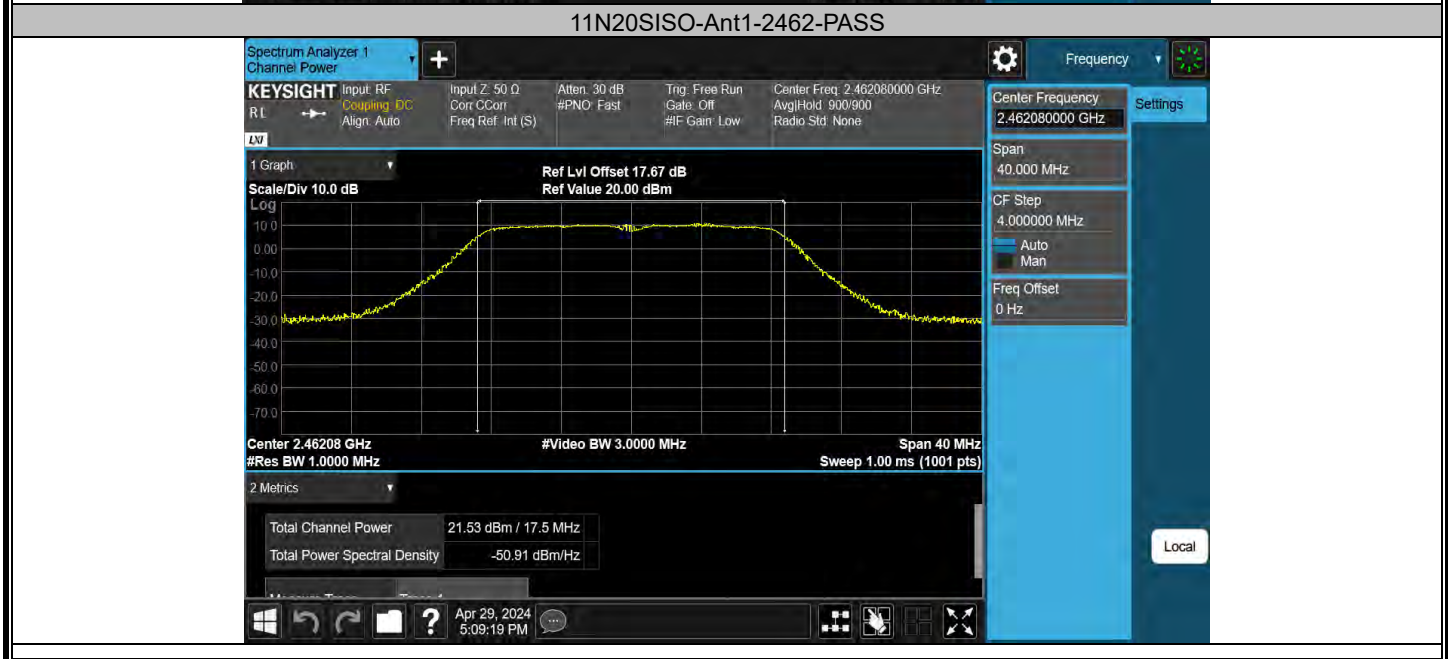 11N20SISO-Ant1-2462-PASS
Spectrum Analyzer 1
Channel Power
+
Frequency
KEYSIGHT
RL
LXI
Input: RF
Coupling: DC
Align: Auto
Input Z: 50 Ω
Corr CCorr
Freq Ref: Int (S)
Atten: 30 dB
#PNO: Fast
Trig: Free Run
Gate: Off
#IF Gain: Low
Center Freq: 2.462080000 GHz
Avg|Hold: 900/900
Radio Std: None
Center Frequency
2.462080000 GHz
Settings
Span
40.000 MHz
CF Step
4.000000 MHz
Auto
Man
Freq Offset
0 Hz
1 Graph
Scale/Div 10.0 dB
Ref Lvl Offset 17.67 dB
Ref Value 20.00 dBm
Log
10.0
0.00
-10.0
-20.0
-30.0
-40.0
-50.0
-60.0
-70.0
Center 2.46208 GHz
#Res BW 1.0000 MHz
#Video BW 3.0000 MHz
Span 40 MHz
Sweep 1.00 ms (1001 pts)
2 Metrics
Total Channel Power 21.53 dBm / 17.5 MHz
Total Power Spectral Density -50.91 dBm/Hz
Local
?
Apr 29, 2024
5:09:19 PM